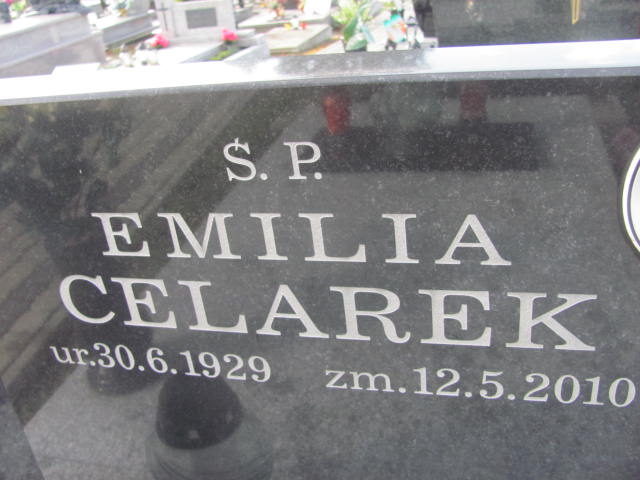 Ś. P.
EMILIA
CELAREK
ur.30.6.1929 zm.12.5.2010